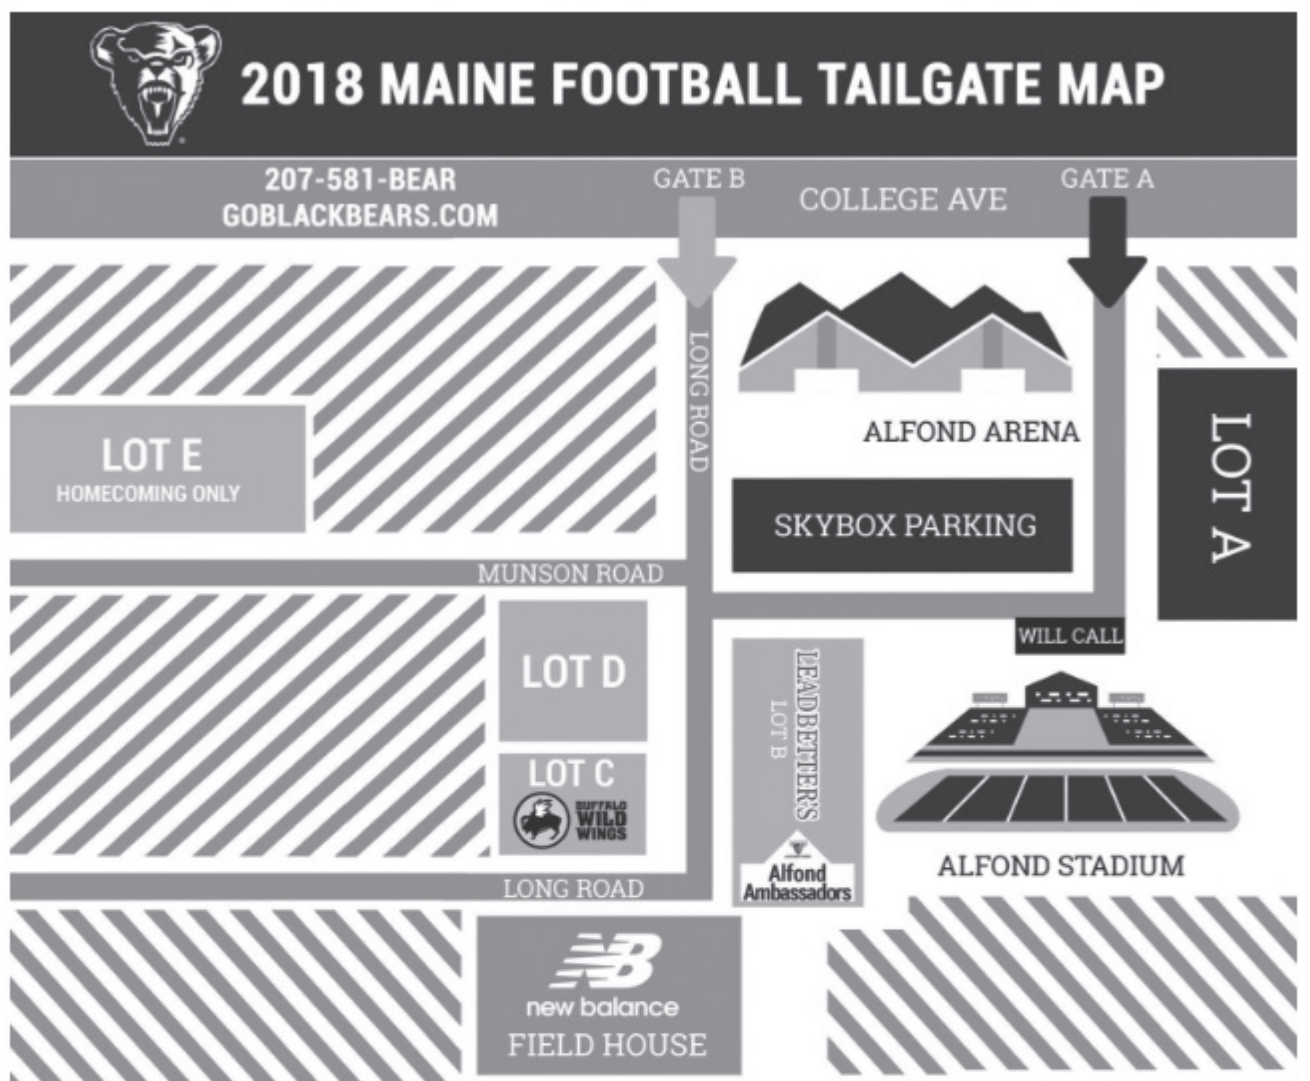 2018 MAINE FOOTBALL TAILGATE MAP
207-581-BEAR
GOBLACKBEARS.COM
GATE B
COLLEGE AVE
GATE A
LONG ROAD
ALFOND ARENA
LOT A
LOT E
HOMECOMING ONLY
SKYBOX PARKING
MUNSON ROAD
WILL CALL
LOT D
LEADBETTER'S
LOT B
LOT C
BUFFALO
WILD
WINGS
Alfond
Ambassadors
ALFOND STADIUM
LONG ROAD
NB
new balance
FIELD HOUSE